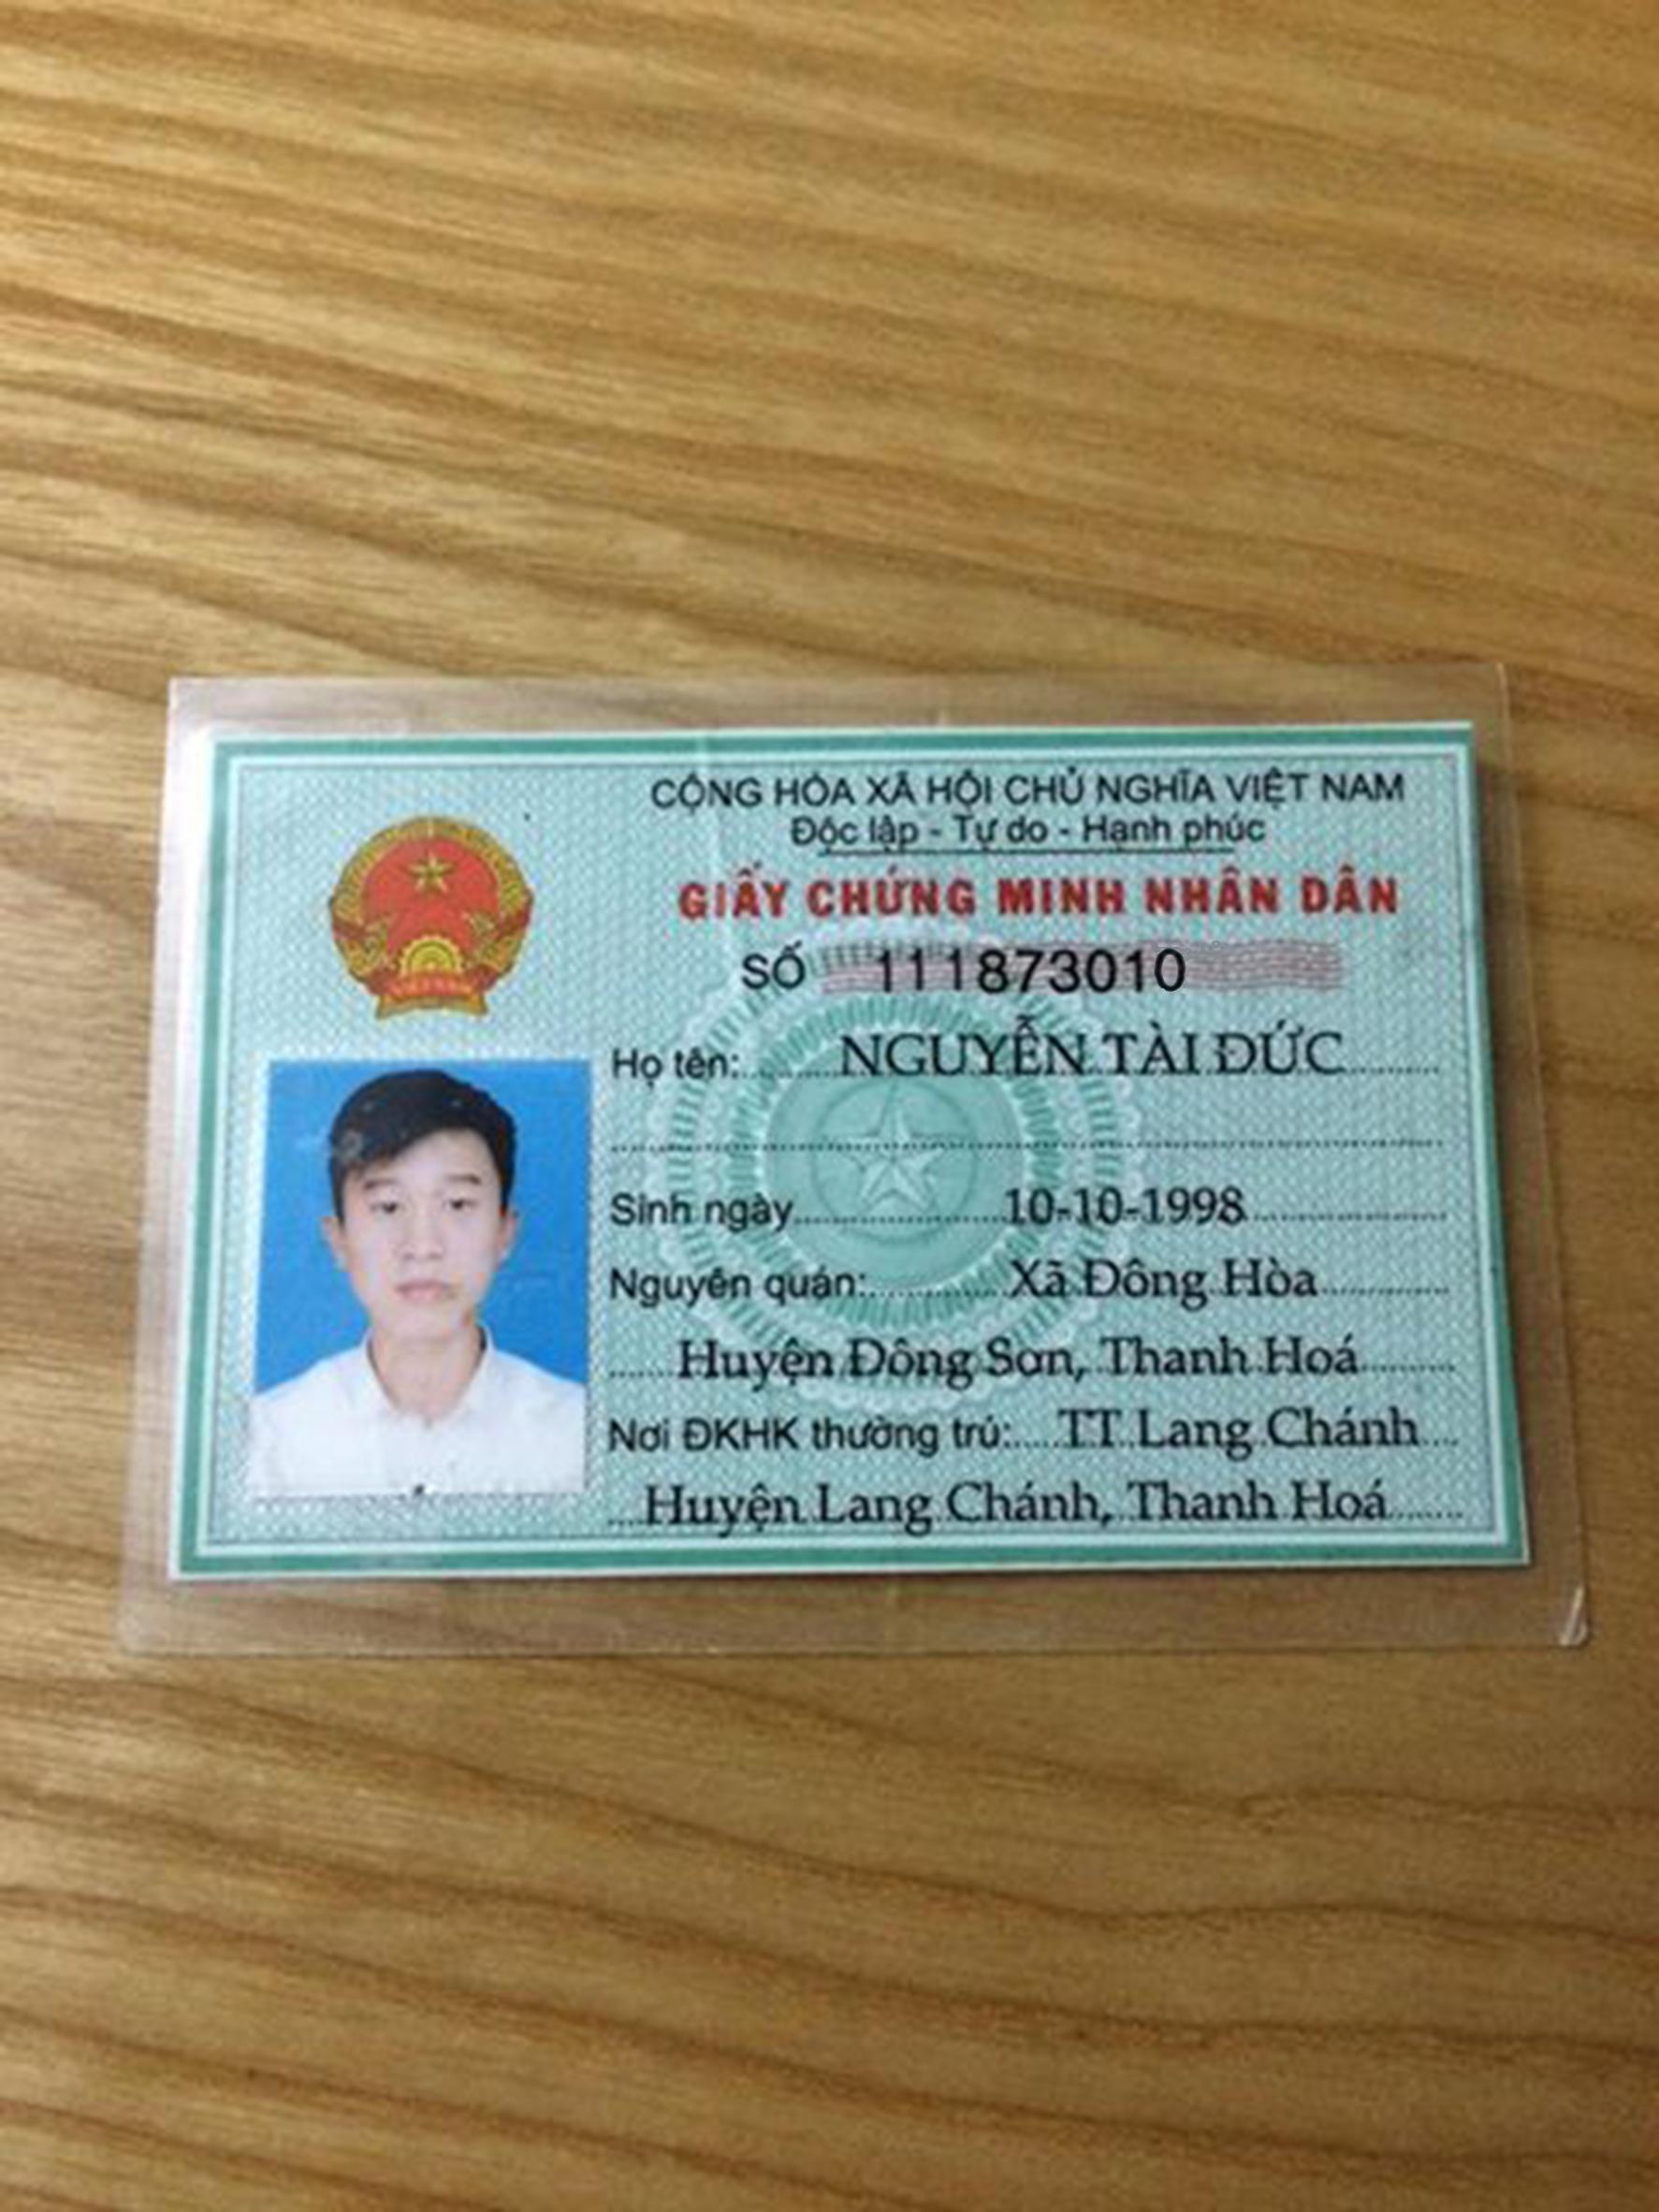 CỘNG HÒA XÃ HỘI CHỦ NGHĨA VIỆT NAM
Độc lập - Tự do - Hạnh phúc
GIẤY CHỨNG MINH NHÂN DÂN
SỐ 111873010
Họ tên: NGUYỄN TÀI ĐỨC
Sinh ngày 10-10-1998
Nguyên quán: Xã Đông Hòa
Huyện Đông Sơn, Thanh Hoá
Nơi ĐKHK thường trú: TT Lang Chánh
Huyện Lang Chánh, Thanh Hoá